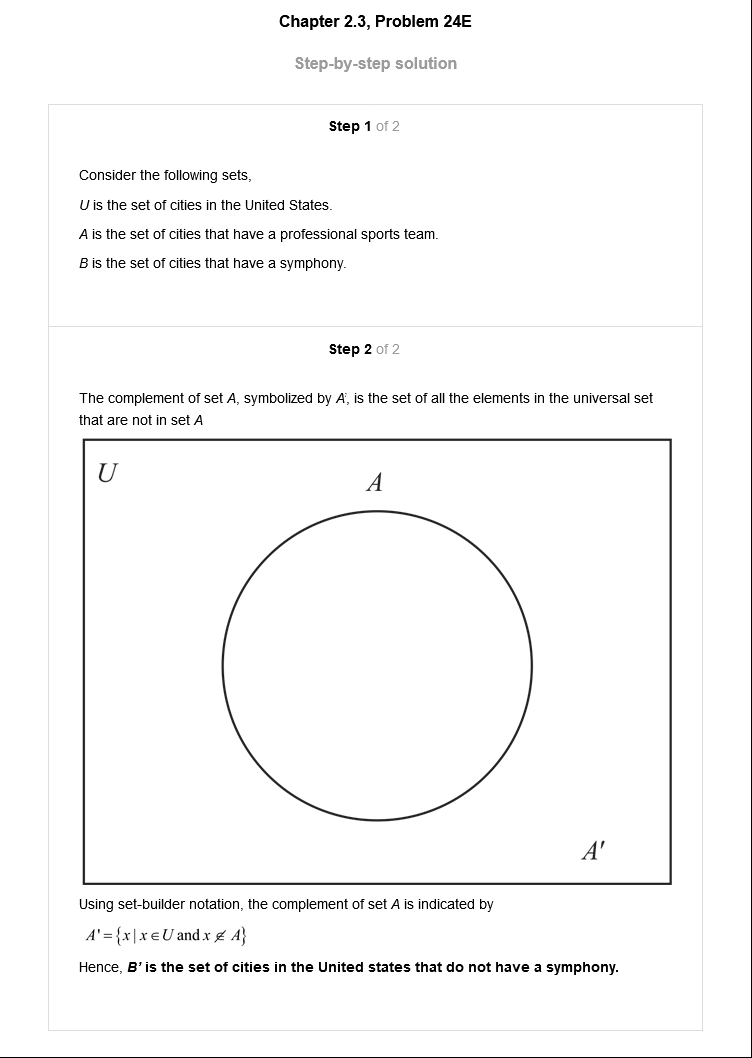 Chapter 2.3, Problem 24E
Step-by-step solution
Step 1 of 2
Consider the following sets,
U is the set of cities in the United States.
A is the set of cities that have a professional sports team.
B is the set of cities that have a symphony.
Step 2 of 2
The complement of set A, symbolized by A', is the set of all the elements in the universal set
that are not in set A
U
A
A'
Using set-builder notation, the complement of set A is indicated by
A' = {x | x ∈ U and x ∉ A}
Hence, B' is the set of cities in the United states that do not have a symphony.